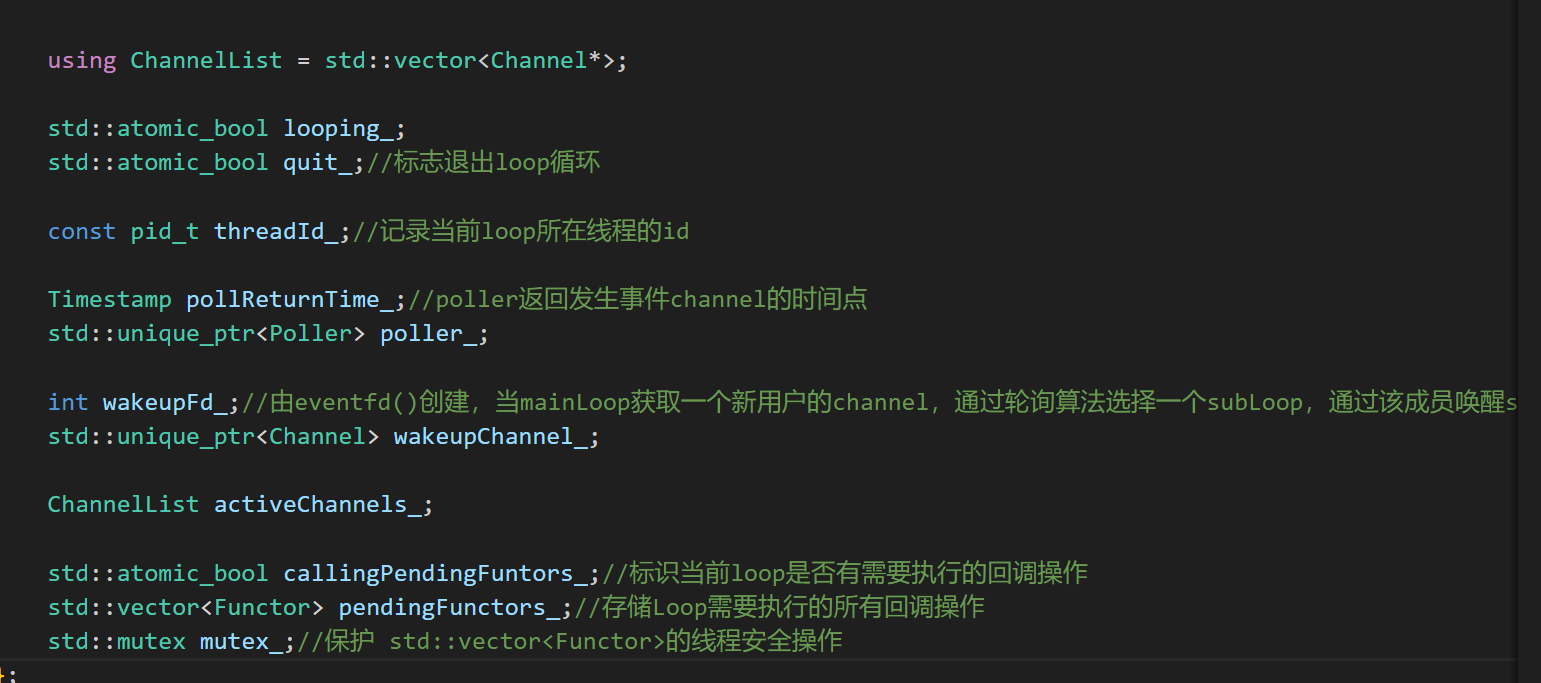 using ChannelList = std::vector<Channel*>;
std::atomic_bool looping_;
std::atomic_bool quit_;//标志退出loop循环
const pid_t threadId_;//记录当前loop所在线程的id
Timestamp pollReturnTime_;//poller返回发生事件channel的时间点
std::unique_ptr<Poller> poller_;
int wakeupFd_;//由eventfd()创建，当mainLoop获取一个新用户的channel，通过轮询算法选择一个subLoop，通过该成员唤醒s
std::unique_ptr<Channel> wakeupChannel_;
ChannelList activeChannels_;
std::atomic_bool callingPendingFuntors_;//标识当前loop是否有需要执行的回调操作
std::vector<Functor> pendingFunctors_;//存储Loop需要执行的所有回调操作
std::mutex mutex_;//保护 std::vector<Functor>的线程安全操作
};